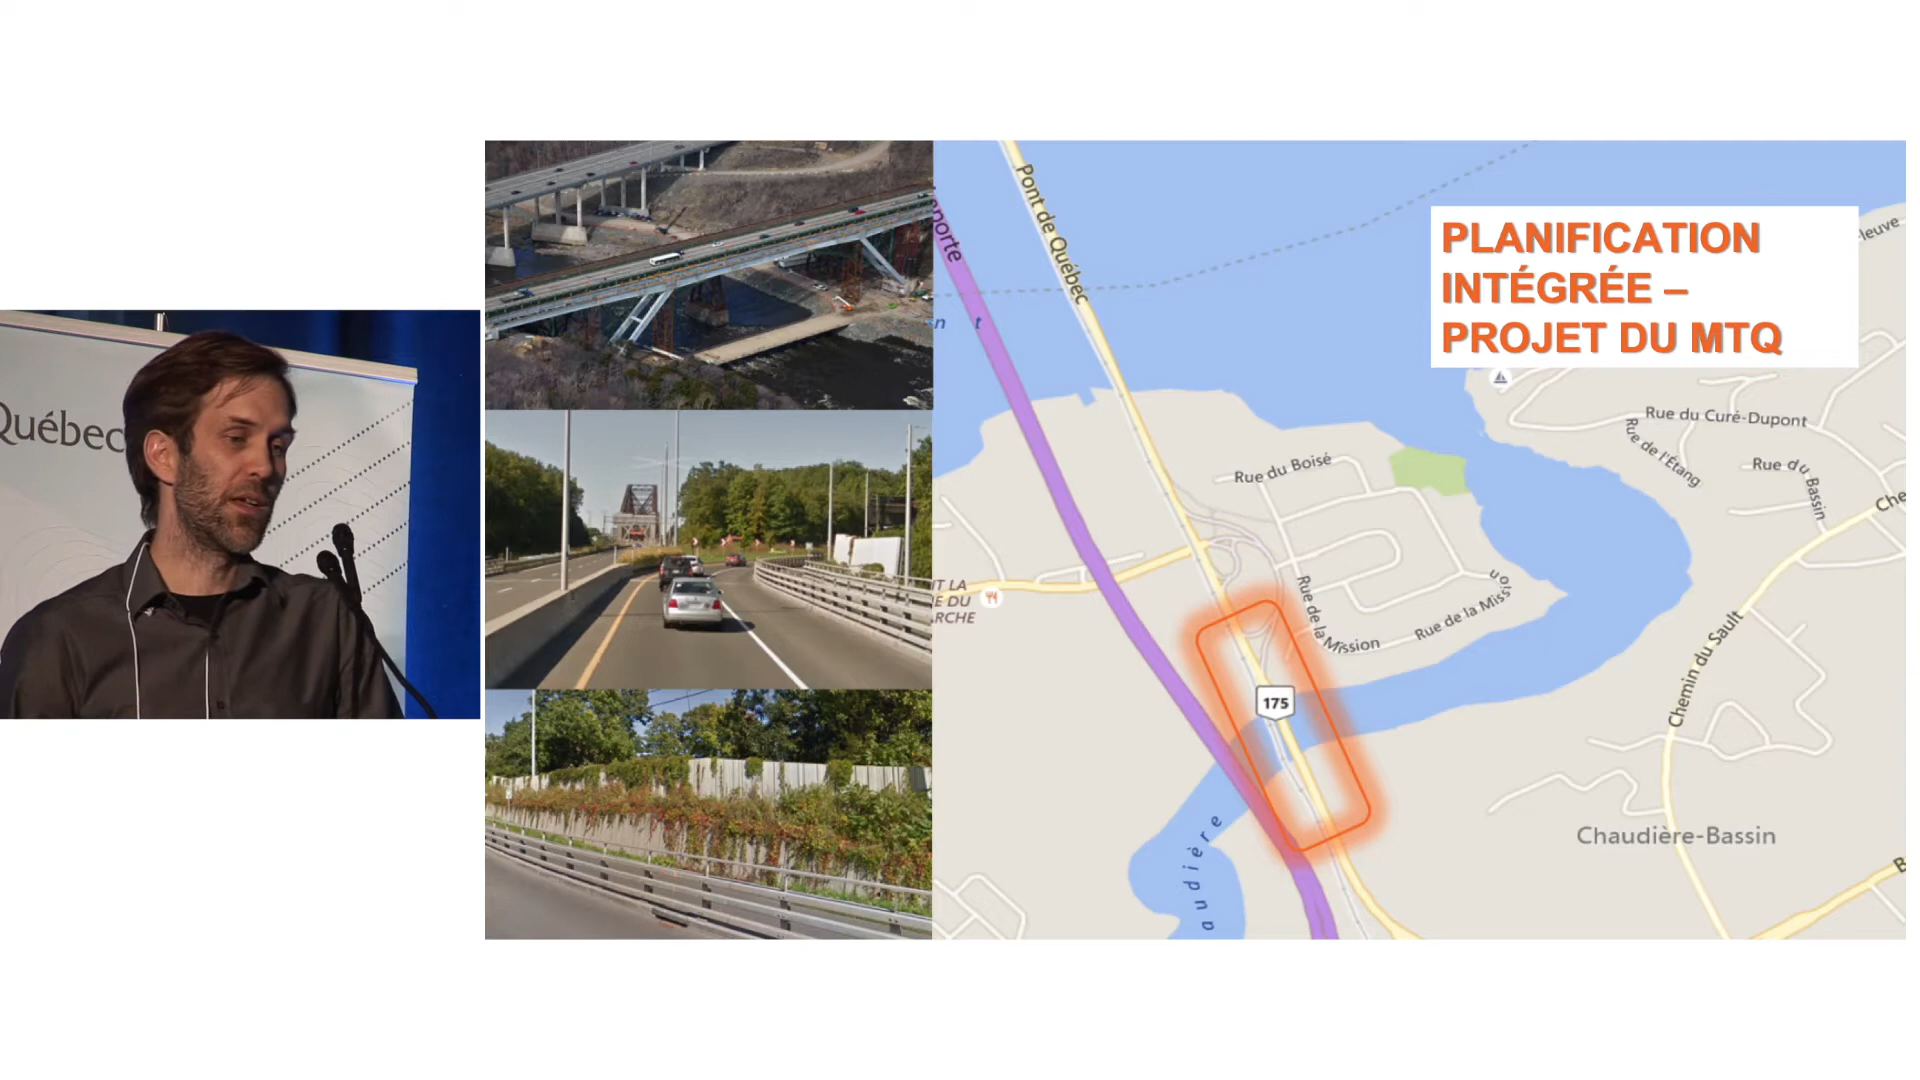 Québec
PLANIFICATION
INTÉGRÉE –
PROJET DU MTQ
Pont de Québec
Rue du Boisé
Rue du Curé-Dupont
Rue de l'Étang
Rue du Bassin
Rue de la Mission
Rue de la Mission
Chemin du Sault
175
Chaudière-Bassin